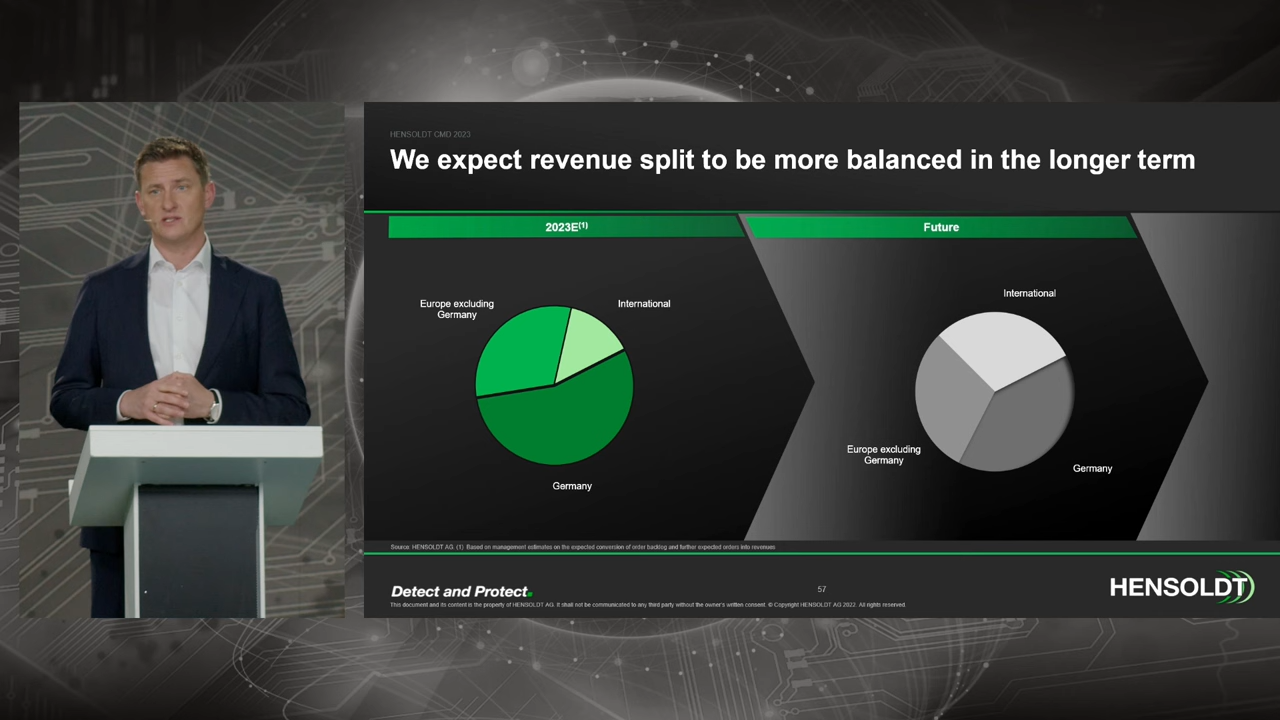 HENSOLDT CMD 2023
We expect revenue split to be more balanced in the longer term
2023E(1)
Future
Europe excluding
Germany
International
Germany
International
Europe excluding
Germany
Germany
Source: HENSOLDT AG. (1) Based on management estimates on the expected conversion of order backlog and further expected orders into revenues
Detect and Protect.
57
This document and its content is the property of HENSOLDT AG. It shall not be communicated to any third party without the owner's written consent. © Copyright HENSOLDT AG 2022. All rights reserved.
HENSOLDT